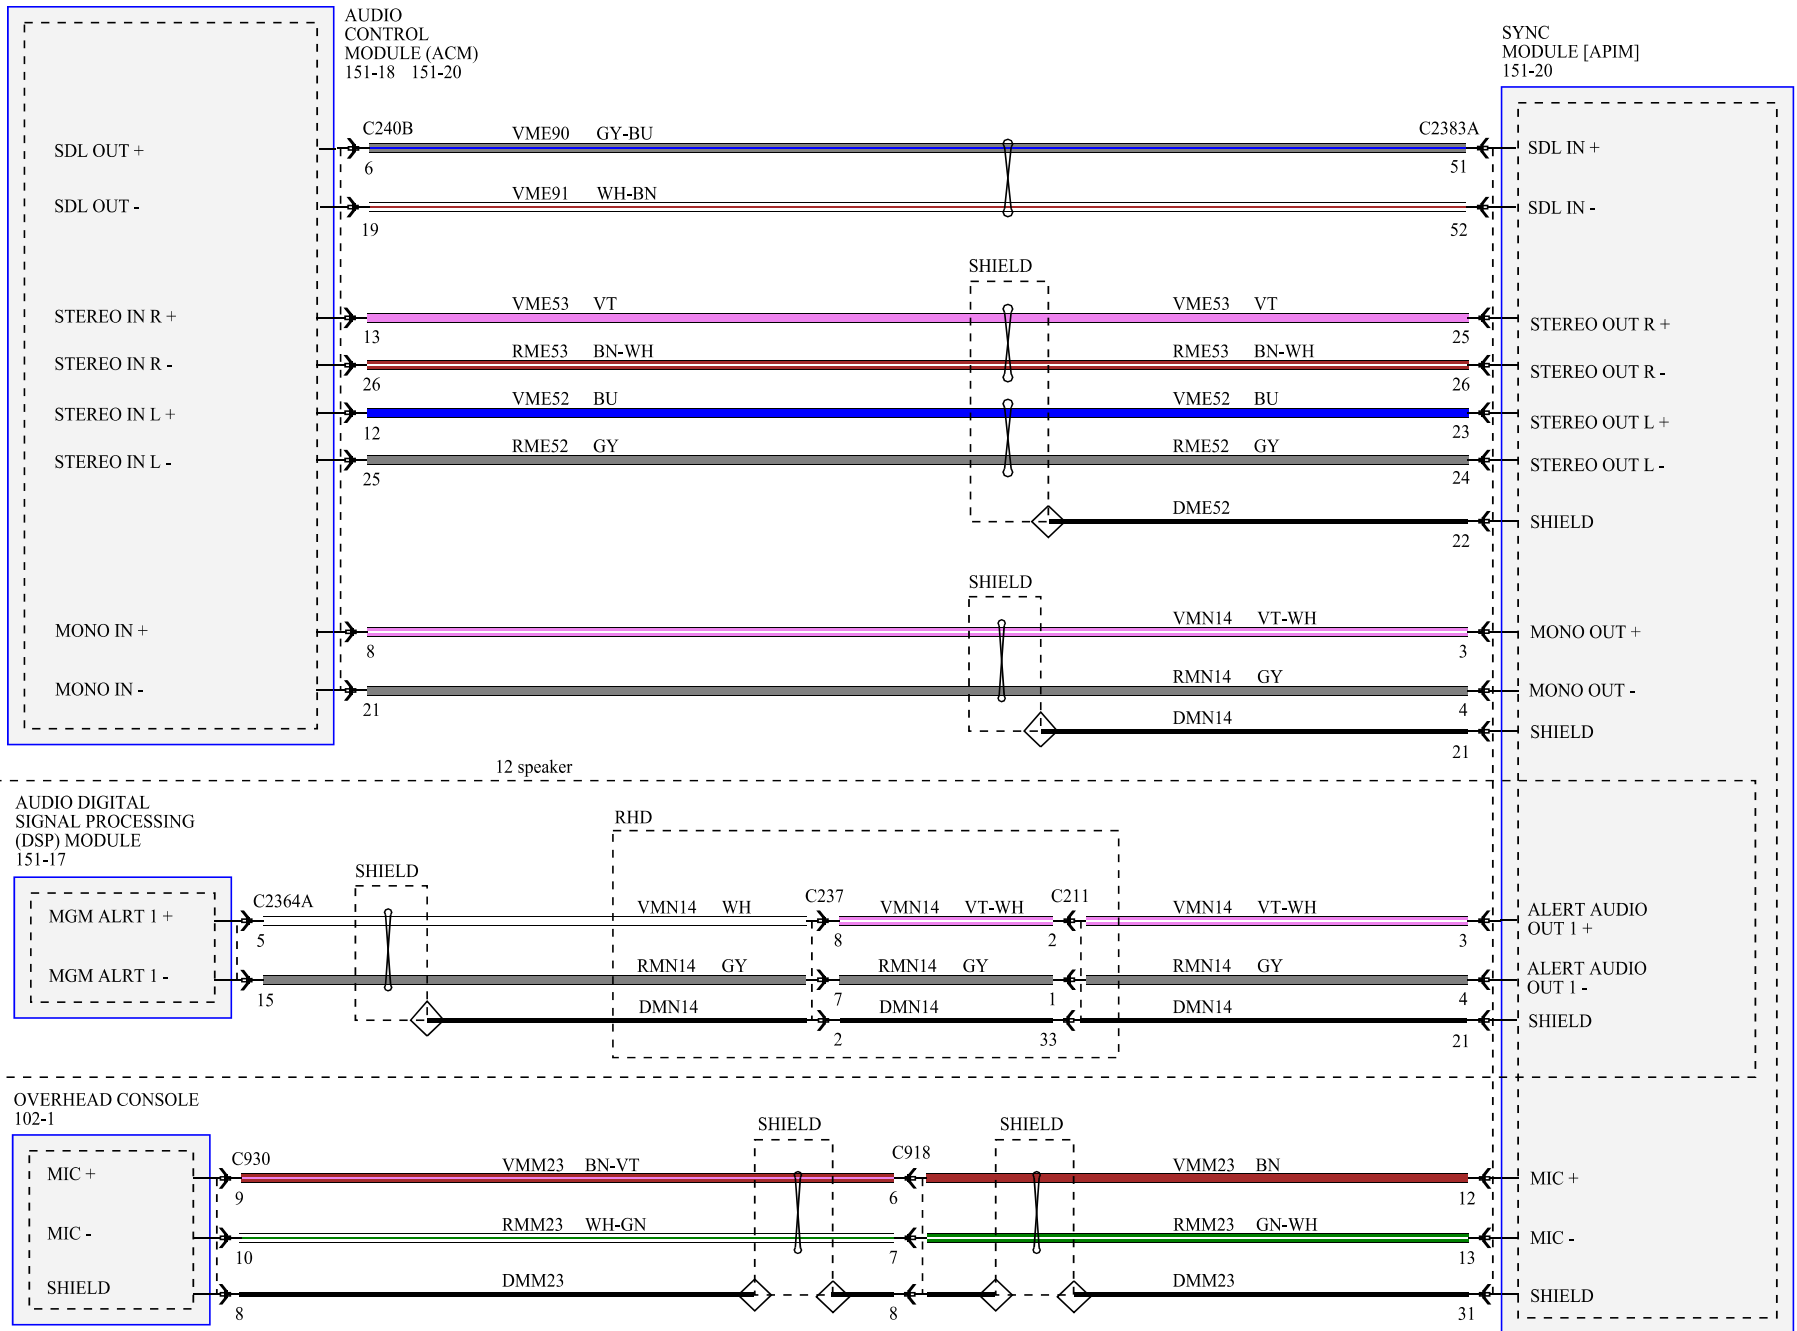 AUDIO
CONTROL
MODULE (ACM)
151-18 151-20
SYNC
MODULE [APIM]
151-20
C240B
VME90 GY-BU
C2383A
SDL OUT +
6
51
SDL IN +
VME91 WH-BN
SDL OUT -
19
52
SDL IN -
SHIELD
VME53 VT
VME53 VT
STEREO IN R +
13
25
STEREO OUT R +
RME53 BN-WH
RME53 BN-WH
STEREO IN R -
26
26
STEREO OUT R -
VME52 BU
VME52 BU
STEREO IN L +
12
23
STEREO OUT L +
RME52 GY
RME52 GY
STEREO IN L -
25
24
STEREO OUT L -
DME52
22
SHIELD
SHIELD
VMN14 VT-WH
MONO IN +
8
3
MONO OUT +
RMN14 GY
MONO IN -
21
4
MONO OUT -
DMN14
21
SHIELD
12 speaker
AUDIO DIGITAL
SIGNAL PROCESSING
(DSP) MODULE
151-17
RHD
SHIELD
C2364A
VMN14 WH
C237
VMN14 VT-WH
C211
VMN14 VT-WH
MGM ALRT 1 +
5
8
2
3
ALERT AUDIO
OUT 1 +
RMN14 GY
RMN14 GY
RMN14 GY
MGM ALRT 1 -
15
7
1
4
ALERT AUDIO
OUT 1 -
DMN14
DMN14
DMN14
2
33
21
SHIELD
OVERHEAD CONSOLE
102-1
SHIELD
SHIELD
C930
VMM23 BN-VT
C918
VMM23 BN
MIC +
9
6
12
MIC +
RMM23 WH-GN
RMM23 GN-WH
MIC -
10
7
13
MIC -
DMM23
DMM23
SHIELD
8
8
31
SHIELD